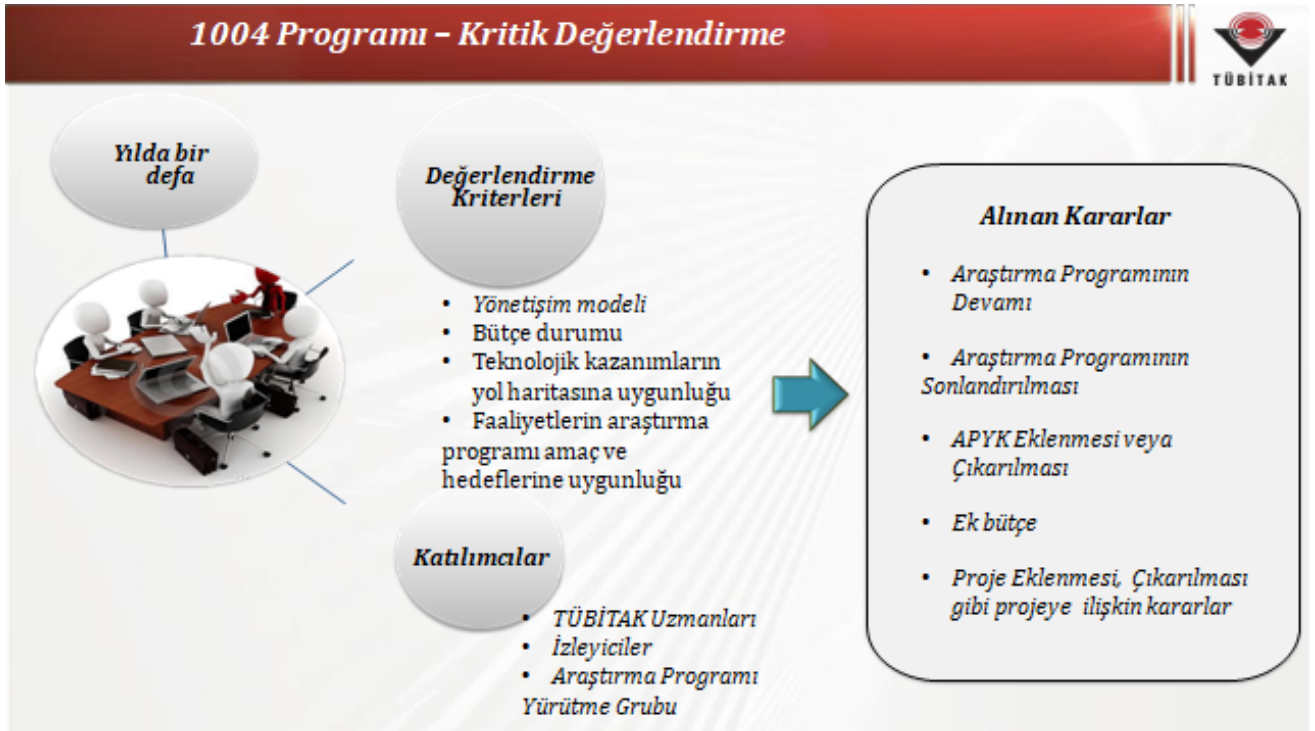 1004 Programı – Kritik Değerlendirme
TÜBİTAK
Yılda bir
defa
Değerlendirme
Kriterleri
• Yönetişim modeli
• Bütçe durumu
• Teknolojik kazanımların
yol haritasına uygunluğu
• Faaliyetlerin araştırma
programı amaç ve
hedeflerine uygunluğu
Katılımcılar
• TÜBİTAK Uzmanları
• İzleyiciler
• Araştırma Programı
Yürütme Grubu
Alınan Kararlar
• Araştırma Programının
Devamı
• Araştırma Programının
Sonlandırılması
• APYK Eklenmesi veya
Çıkarılması
• Ek bütçe
• Proje Eklenmesi, Çıkarılması
gibi projeye ilişkin kararlar